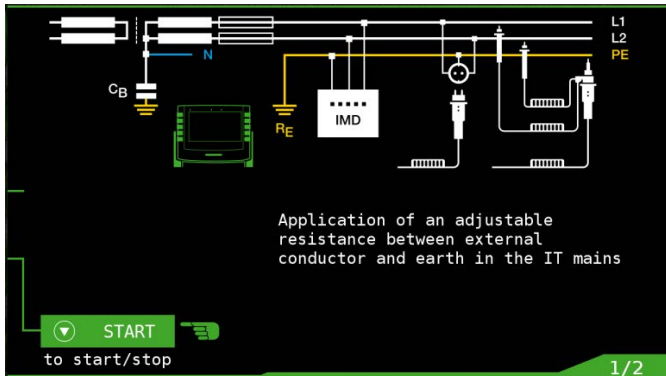 L1
L2
N
PE
CB
RE
IMD
Application of an adjustable
resistance between external
conductor and earth in the IT mains
START
to start/stop
1/2